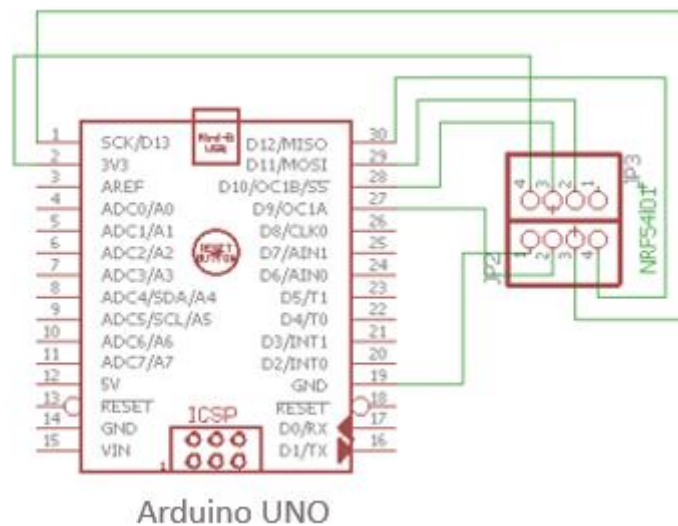 1 SCK/D13 D12/MISO 30
2 3V3 D11/MOSI 29
3 AREF D10/OC1B/SS 28
4 ADC0/A0 D9/OC1A 27
5 ADC1/A1 D8/CLK0 26
6 ADC2/A2 D7/AIN1 25
7 ADC3/A3 D6/AIN0 24
8 ADC4/SDA/A4 D5/T1 23
9 ADC5/SCL/A5 D4/T0 22
10 ADC6/A6 D3/INT1 21
11 ADC7/A7 D2/INT0 20
12 5V GND 19
13 RESET RESET 18
14 GND D0/RX 17
15 VIN D1/TX 16
USB
RESET
BUTTON
ICSP
1
4 3 2 1
JP3
1 2 3 4
JP2
Arduino UNO